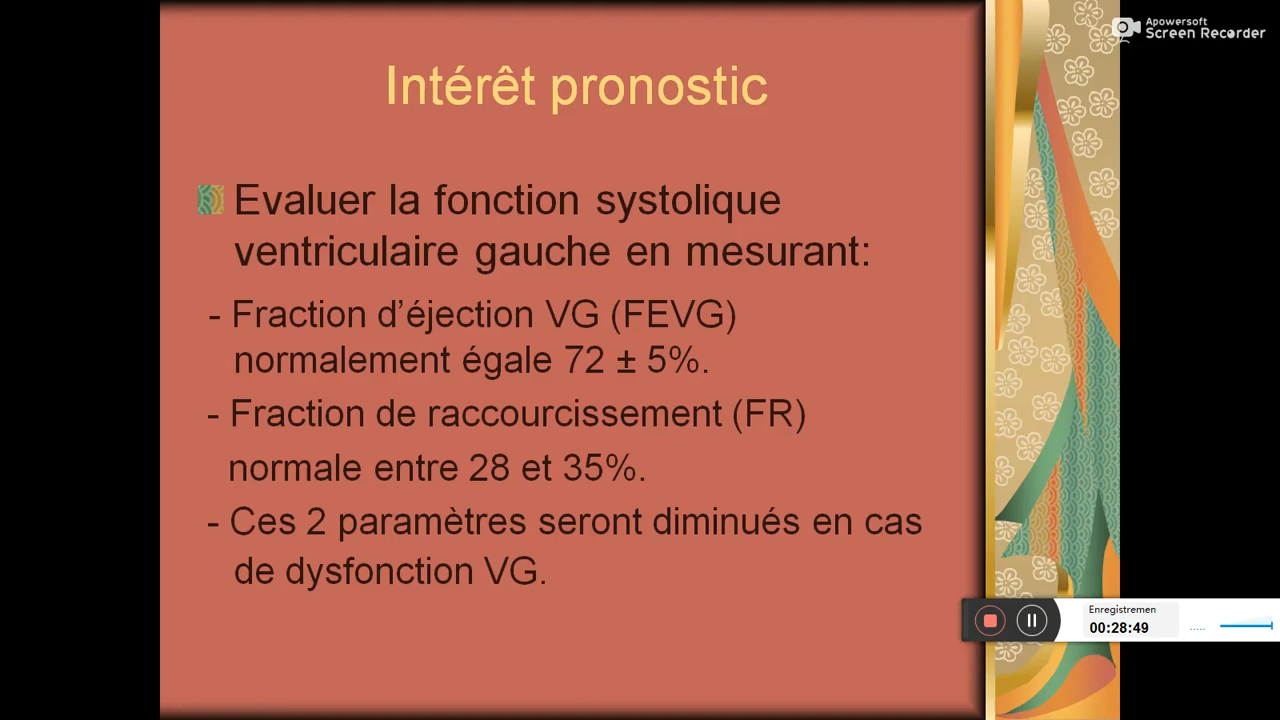 Apowersoft
Screen Recorder
Intérêt pronostic
Evaluer la fonction systolique
ventriculaire gauche en mesurant:
- Fraction d’éjection VG (FEVG)
normalement égale 72 ± 5%.
- Fraction de raccourcissement (FR)
normale entre 28 et 35%.
- Ces 2 paramètres seront diminués en cas
de dysfonction VG.
Enregistremen
00:28:49